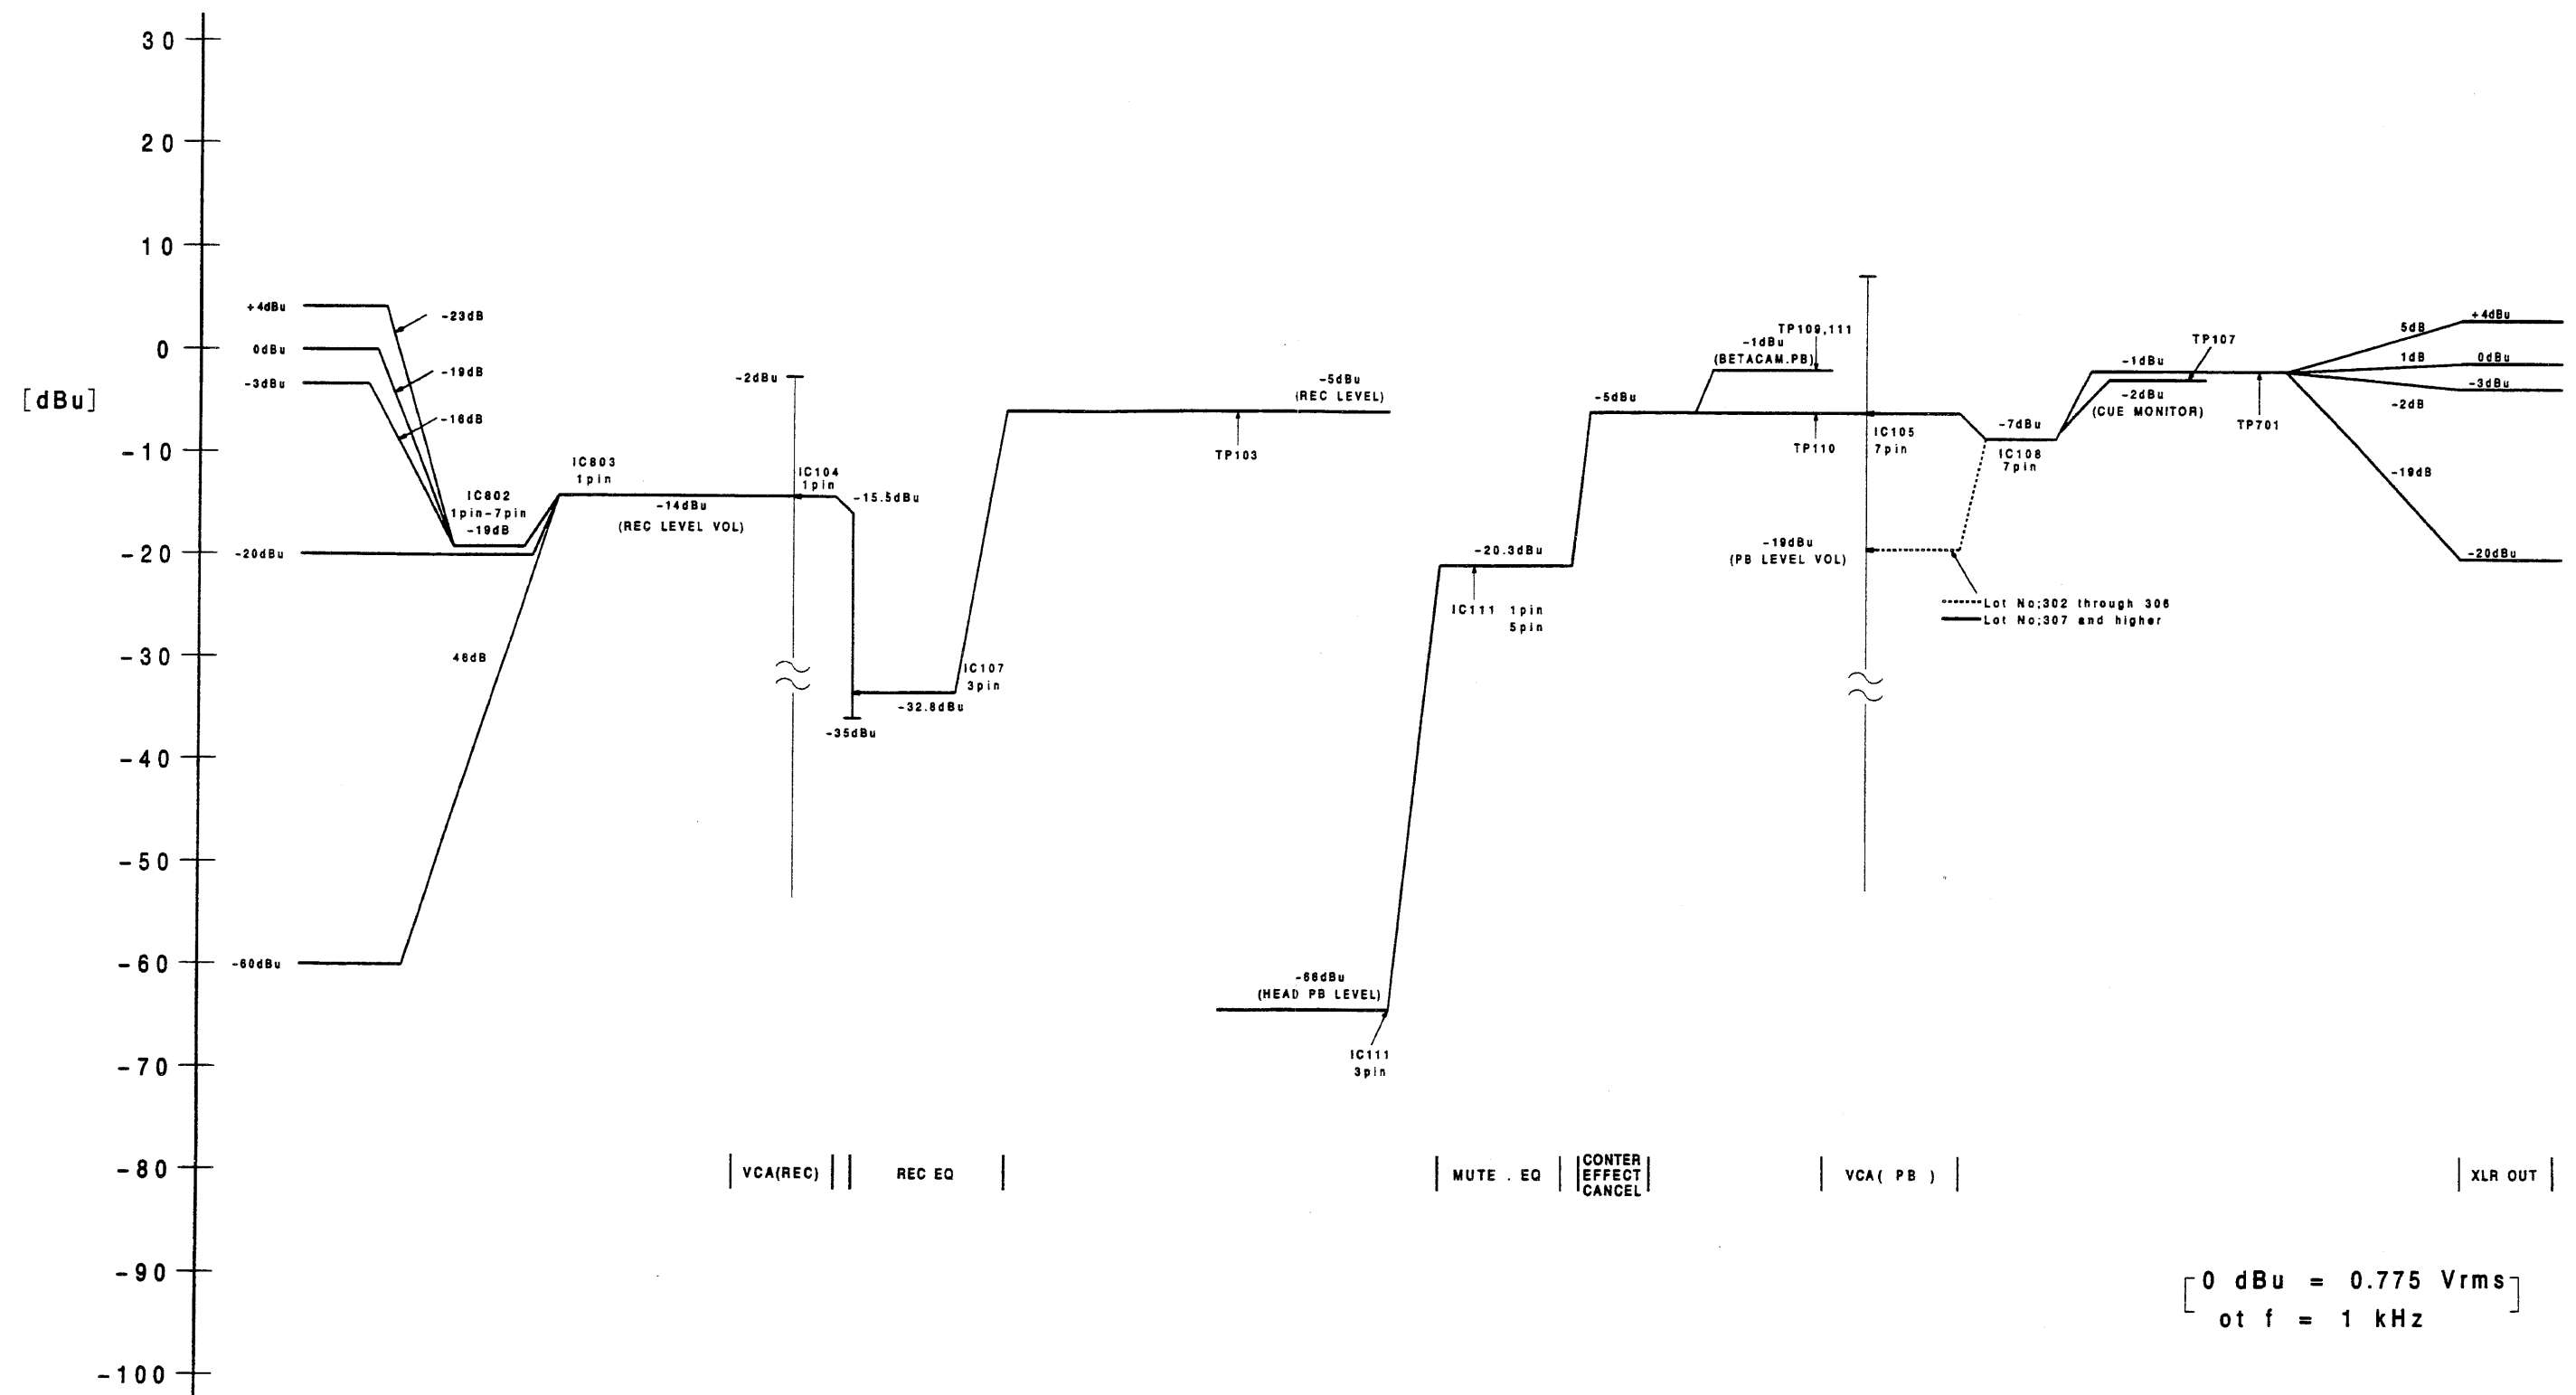 30
20
10
0
[dBu]
-10
-20
-30
-40
-50
-60
-70
-80
-90
-100
+4dBu
0dBu
-3dBu
-20dBu
-60dBu
-23dB
-19dB
-16dB
IC802
1pin-7pin
-19dB
46dB
IC803
1pin
-14dBu
(REC LEVEL VOL)
-2dBu
IC104
1pin
-15.5dBu
IC107
3pin
-32.8dBu
-35dBu
-5dBu
(REC LEVEL)
TP103
-66dBu
(HEAD PB LEVEL)
IC111
3pin
-20.3dBu
IC111 1pin
5pin
-5dBu
TP109,111
-1dBu
(BETACAM.PB)
TP110
IC105
7pin
-19dBu
(PB LEVEL VOL)
-7dBu
IC108
7pin
Lot No;302 through 306
Lot No;307 and higher
-1dBu
TP107
-2dBu
(CUE MONITOR)
TP701
5dB
1dB
-2dB
-19dB
+4dBu
0dBu
-3dBu
-20dBu
VCA(REC)
REC EQ
MUTE . EQ
CONTER
EFFECT
CANCEL
VCA( PB )
XLR OUT
0 dBu = 0.775 Vrms
ot f = 1 kHz